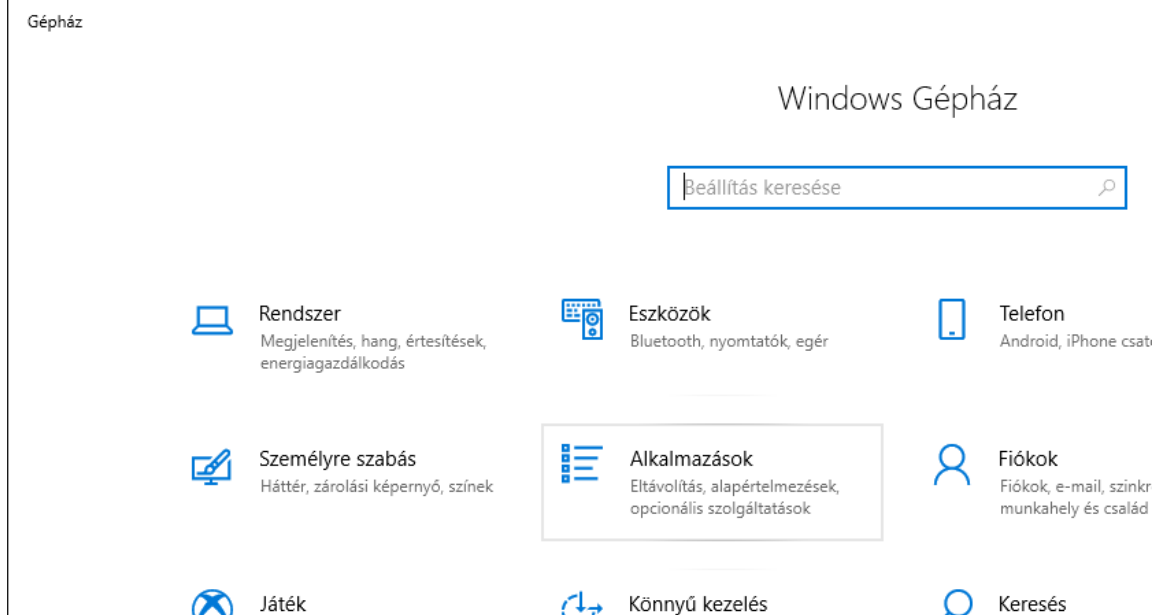 Gépház
Windows Gépház
Beállítás keresése
Rendszer
Megjelenítés, hang, értesítések,
energiagazdálkodás
Eszközök
Bluetooth, nyomtatók, egér
Telefon
Android, iPhone
Személyre szabás
Háttér, zárolási képernyő, színek
Alkalmazások
Eltávolítás, alapértelmezések,
opcionális szolgáltatások
Fiókok
Fiókok, e-mail,
munkahely és család
Játék
Könnyű kezelés
Keresés